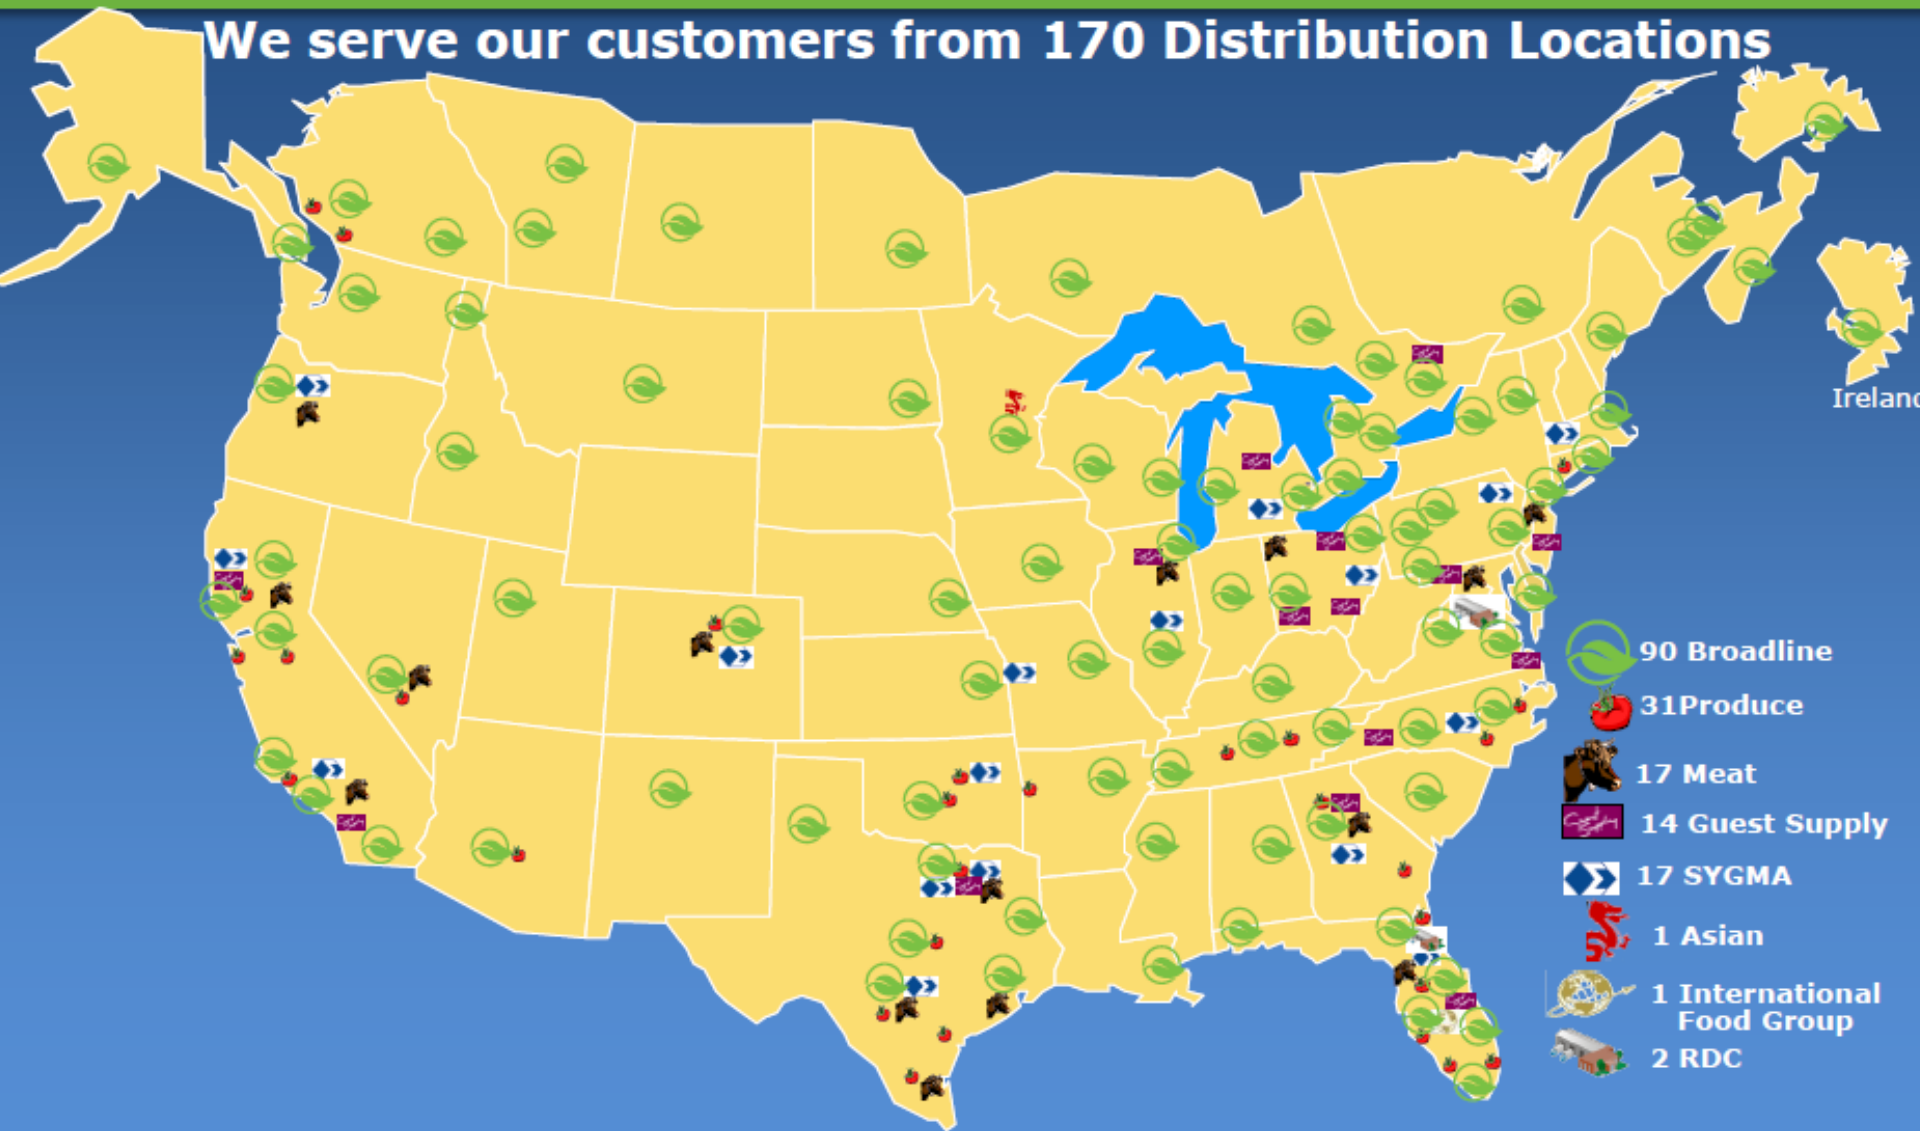 We serve our customers from 170 Distribution Locations
Ireland
90 Broadline
31Produce
17 Meat
14 Guest Supply
17 SYGMA
1 Asian
1 International
Food Group
2 RDC